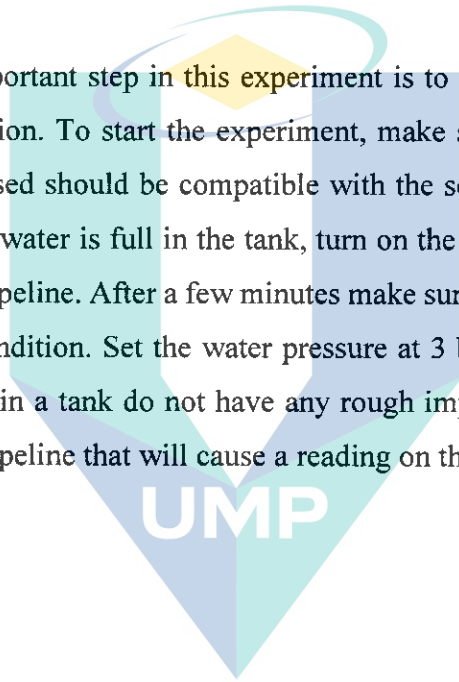 portant step in this experiment is to
ion. To start the experiment, make
sed should be compatible with the
water is full in the tank, turn on the
peline. After a few minutes make sur
ndition. Set the water pressure at 3
in a tank do not have any rough imp
peline that will cause a reading on th
UMP